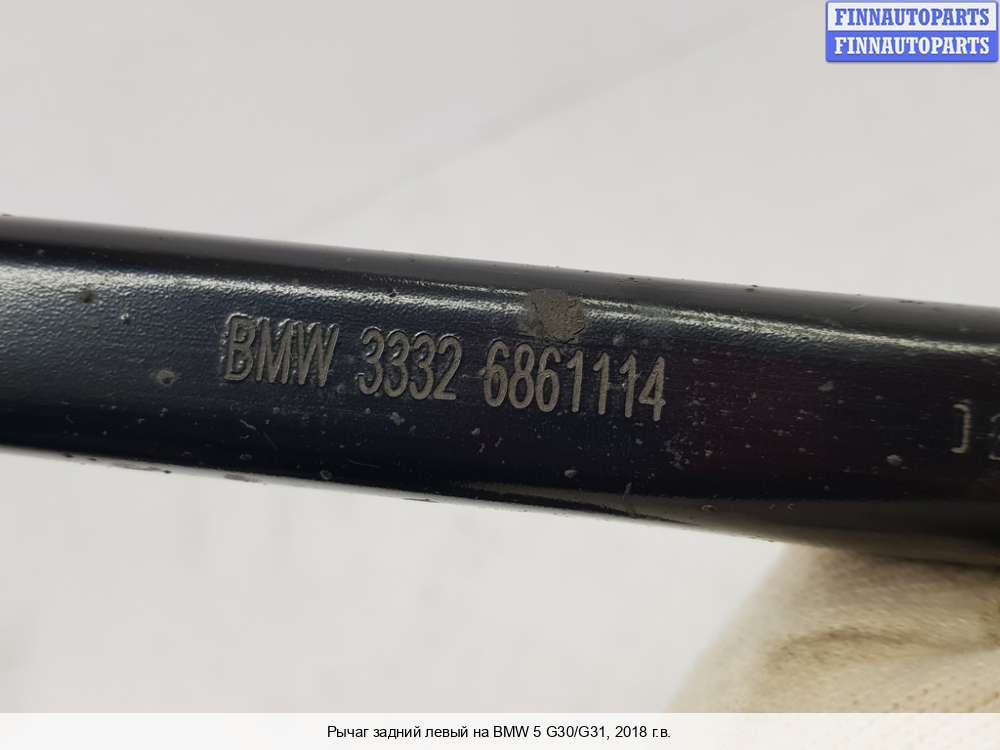 FINNAUTOPARTS
FINNAUTOPARTS
BMW 3332 6861114
Рычаг задний левый на BMW 5 G30/G31, 2018 г.в.